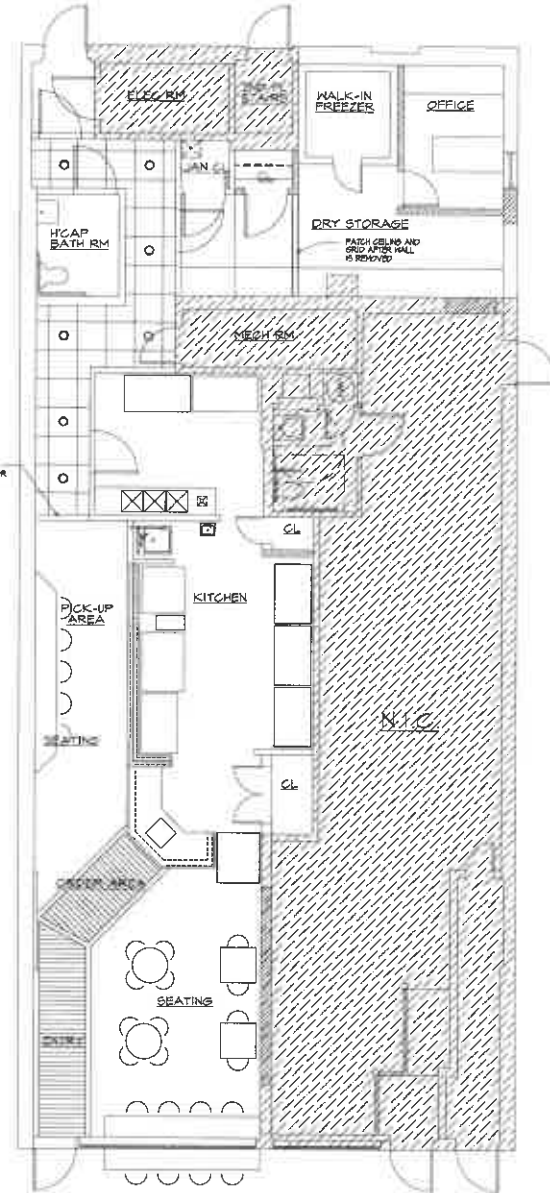 ELEC RM
WALK-IN
FREEZER
OFFICE
JAN CL
CL
H'CAP
BATH RM
DRY STORAGE
PATCH CEILING AND
GRID AFTER WALL
IS REMOVED
MECH RM
R
CL
KITCHEN
PICK-UP
AREA
N.I.C.
SEATING
CL
ORDER AREA
SEATING
ENTRY